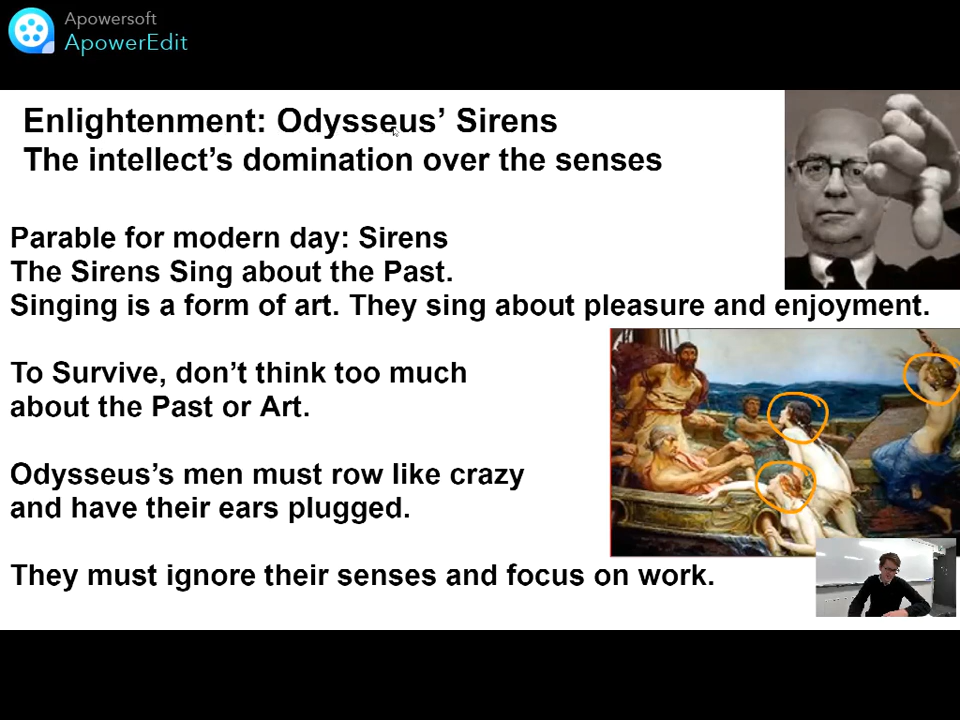 Apowersoft
ApowerEdit
Enlightenment: Odysseus’ Sirens
The intellect’s domination over the senses
Parable for modern day: Sirens
The Sirens Sing about the Past.
Singing is a form of art. They sing about pleasure and enjoyment.
To Survive, don’t think too much
about the Past or Art.
Odysseus’s men must row like crazy
and have their ears plugged.
They must ignore their senses and focus on work.